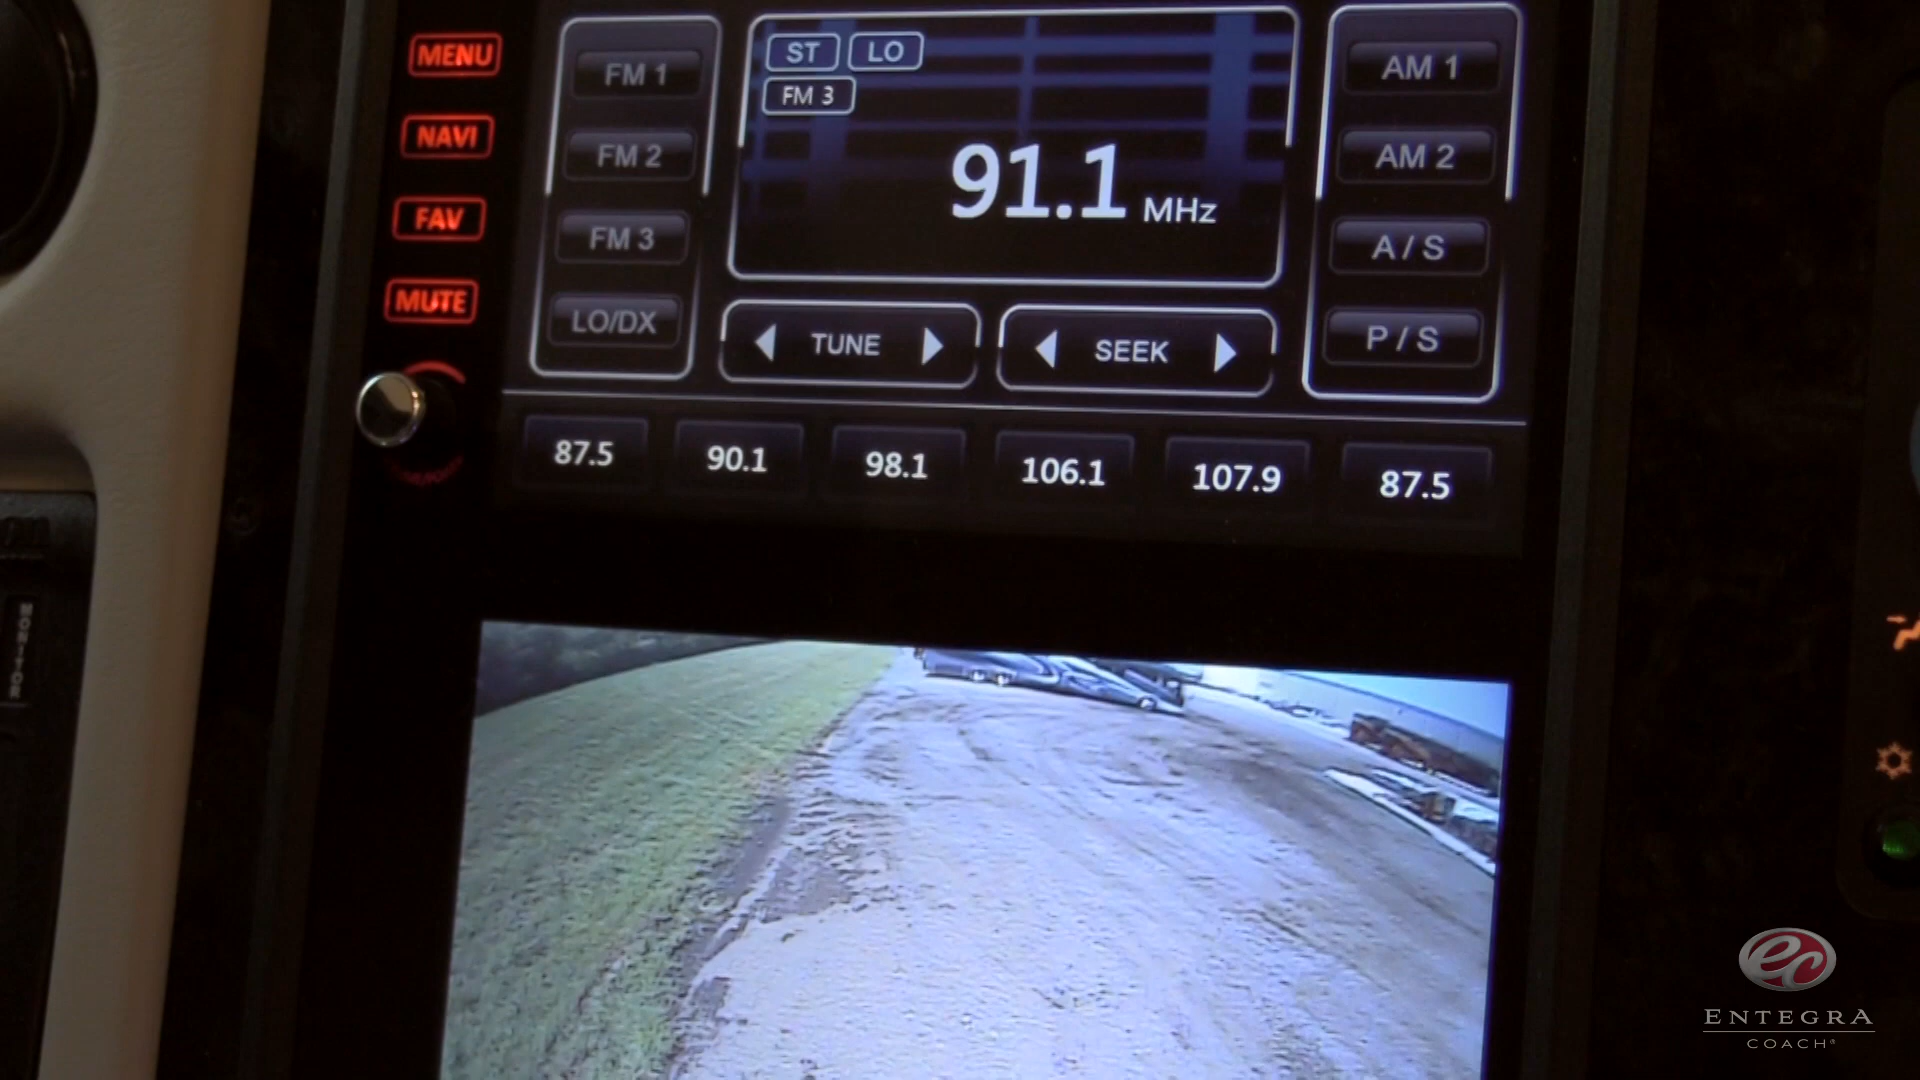 MENU
NAVI
FAV
MUTE
FM 1
FM 2
FM 3
LO/DX
ST LO
FM 3
91.1 MHz
TUNE
SEEK
AM 1
AM 2
A / S
P / S
87.5 90.1 98.1 106.1 107.9 87.5
MONITOR
ec
ENTEGRA
COACH®